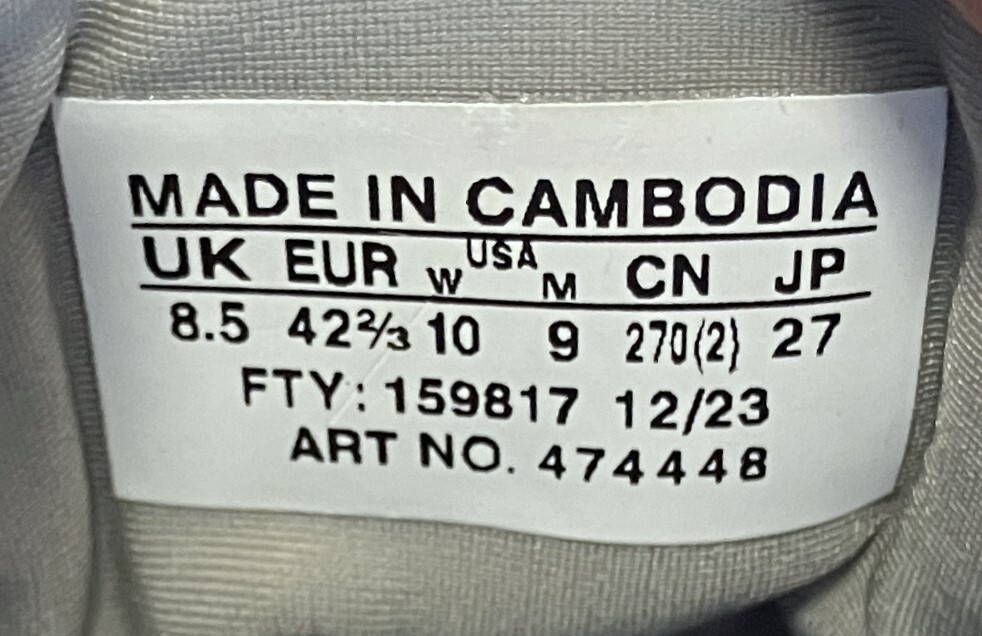 MADE IN CAMBODIA
UK EUR W USA M CN JP
8.5 42⅔ 10 9 270(2) 27
FTY: 159817 12/23
ART NO. 474448